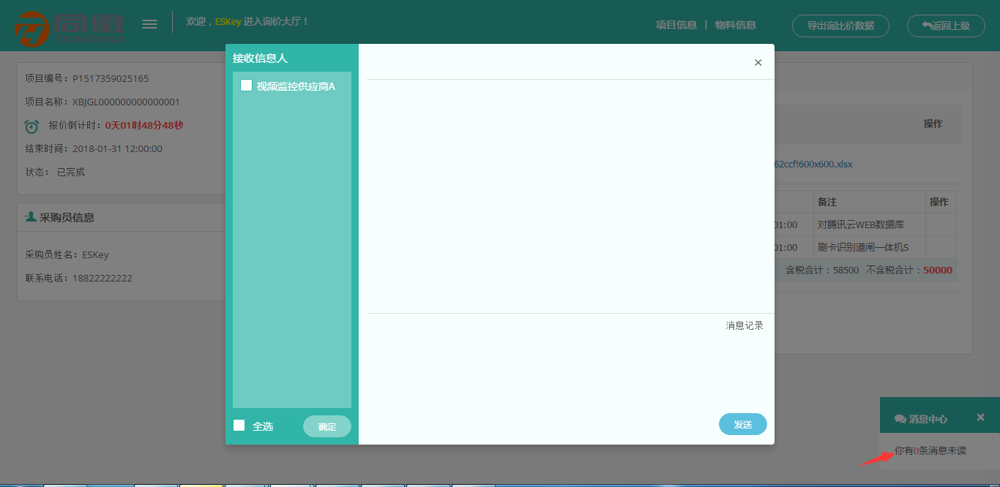 同徽
TONGHUI
欢迎，ESKey 进入询价大厅！
项目信息 | 物料信息
导出询比价数据
返回上级
项目编号：P1517359025165
项目名称：XBJGL000000000000001
报价倒计时：0天01时48分48秒
结束时间：2018-01-31 12:00:00
状态： 已完成
采购员信息
采购员姓名：ESKey
联系电话：18822222222
接收信息人
视频监控供应商A
全选
确定
×
消息记录
发送
操作
62ccf!600x600.xlsx
备注 操作
01:00 对腾讯云WEB数据库
01:00 刷卡识别道闸一体机S
含税合计：58500 不含税合计：50000
消息中心 ×
你有0条消息未读